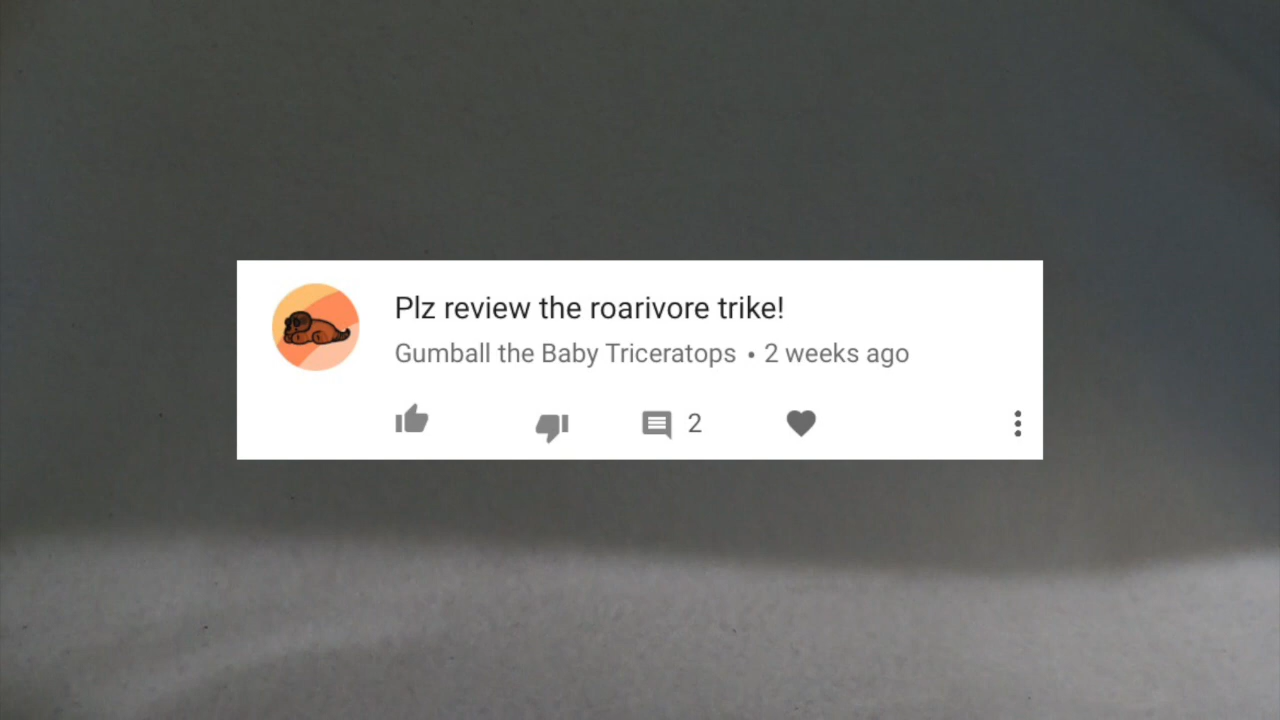 Plz review the roarivore trike!
Gumball the Baby Triceratops • 2 weeks ago
2